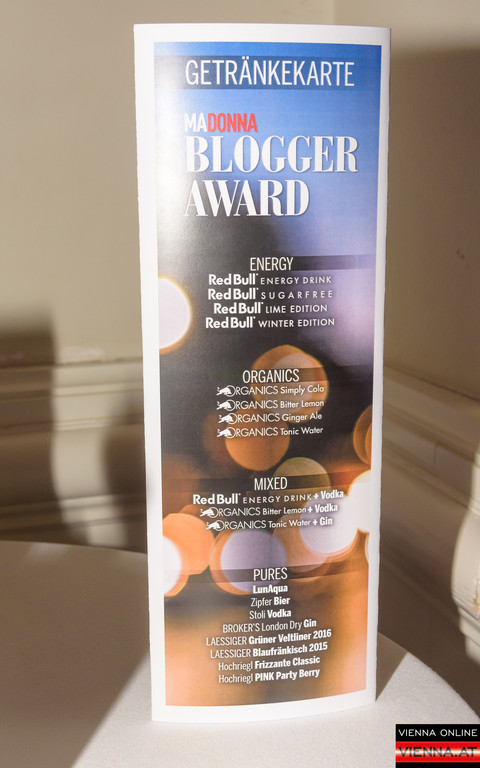 GETRÄNKEKARTE
MADONNA
BLOGGER
AWARD
ENERGY
Red Bull ENERGY DRINK
Red Bull SUGARFREE
Red Bull LIME EDITION
Red Bull WINTER EDITION
ORGANICS
ORGANICS Simply Cola
ORGANICS Bitter Lemon
ORGANICS Ginger Ale
ORGANICS Tonic Water
MIXED
Red Bull ENERGY DRINK + Vodka
ORGANICS Bitter Lemon + Vodka
ORGANICS Tonic Water + Gin
PURES
LunAqua
Zipfer Bier
Stoli Vodka
BROKER'S London Dry Gin
LAESSIGER Grüner Veltliner 2016
LAESSIGER Blaufränkisch 2015
Hochriegl Frizzante Classic
Hochriegl PINK Party Berry
VIENNA ONLINE
VIENNA.AT